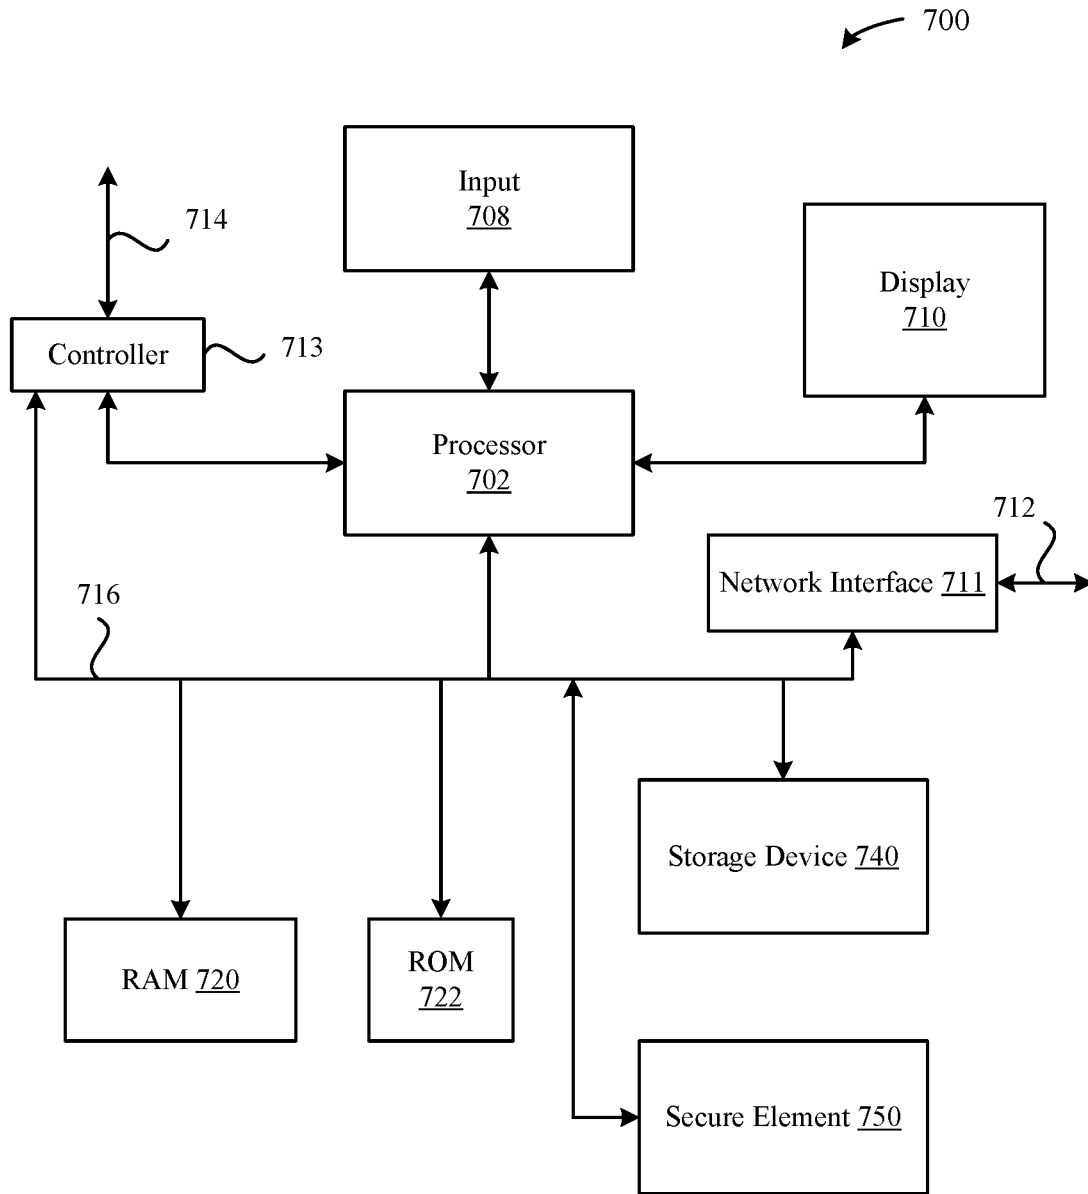 700
Input
708
714
Display
710
Controller
713
Processor
702
712
Network Interface 711
716
Storage Device 740
RAM 720
ROM
722
Secure Element 750